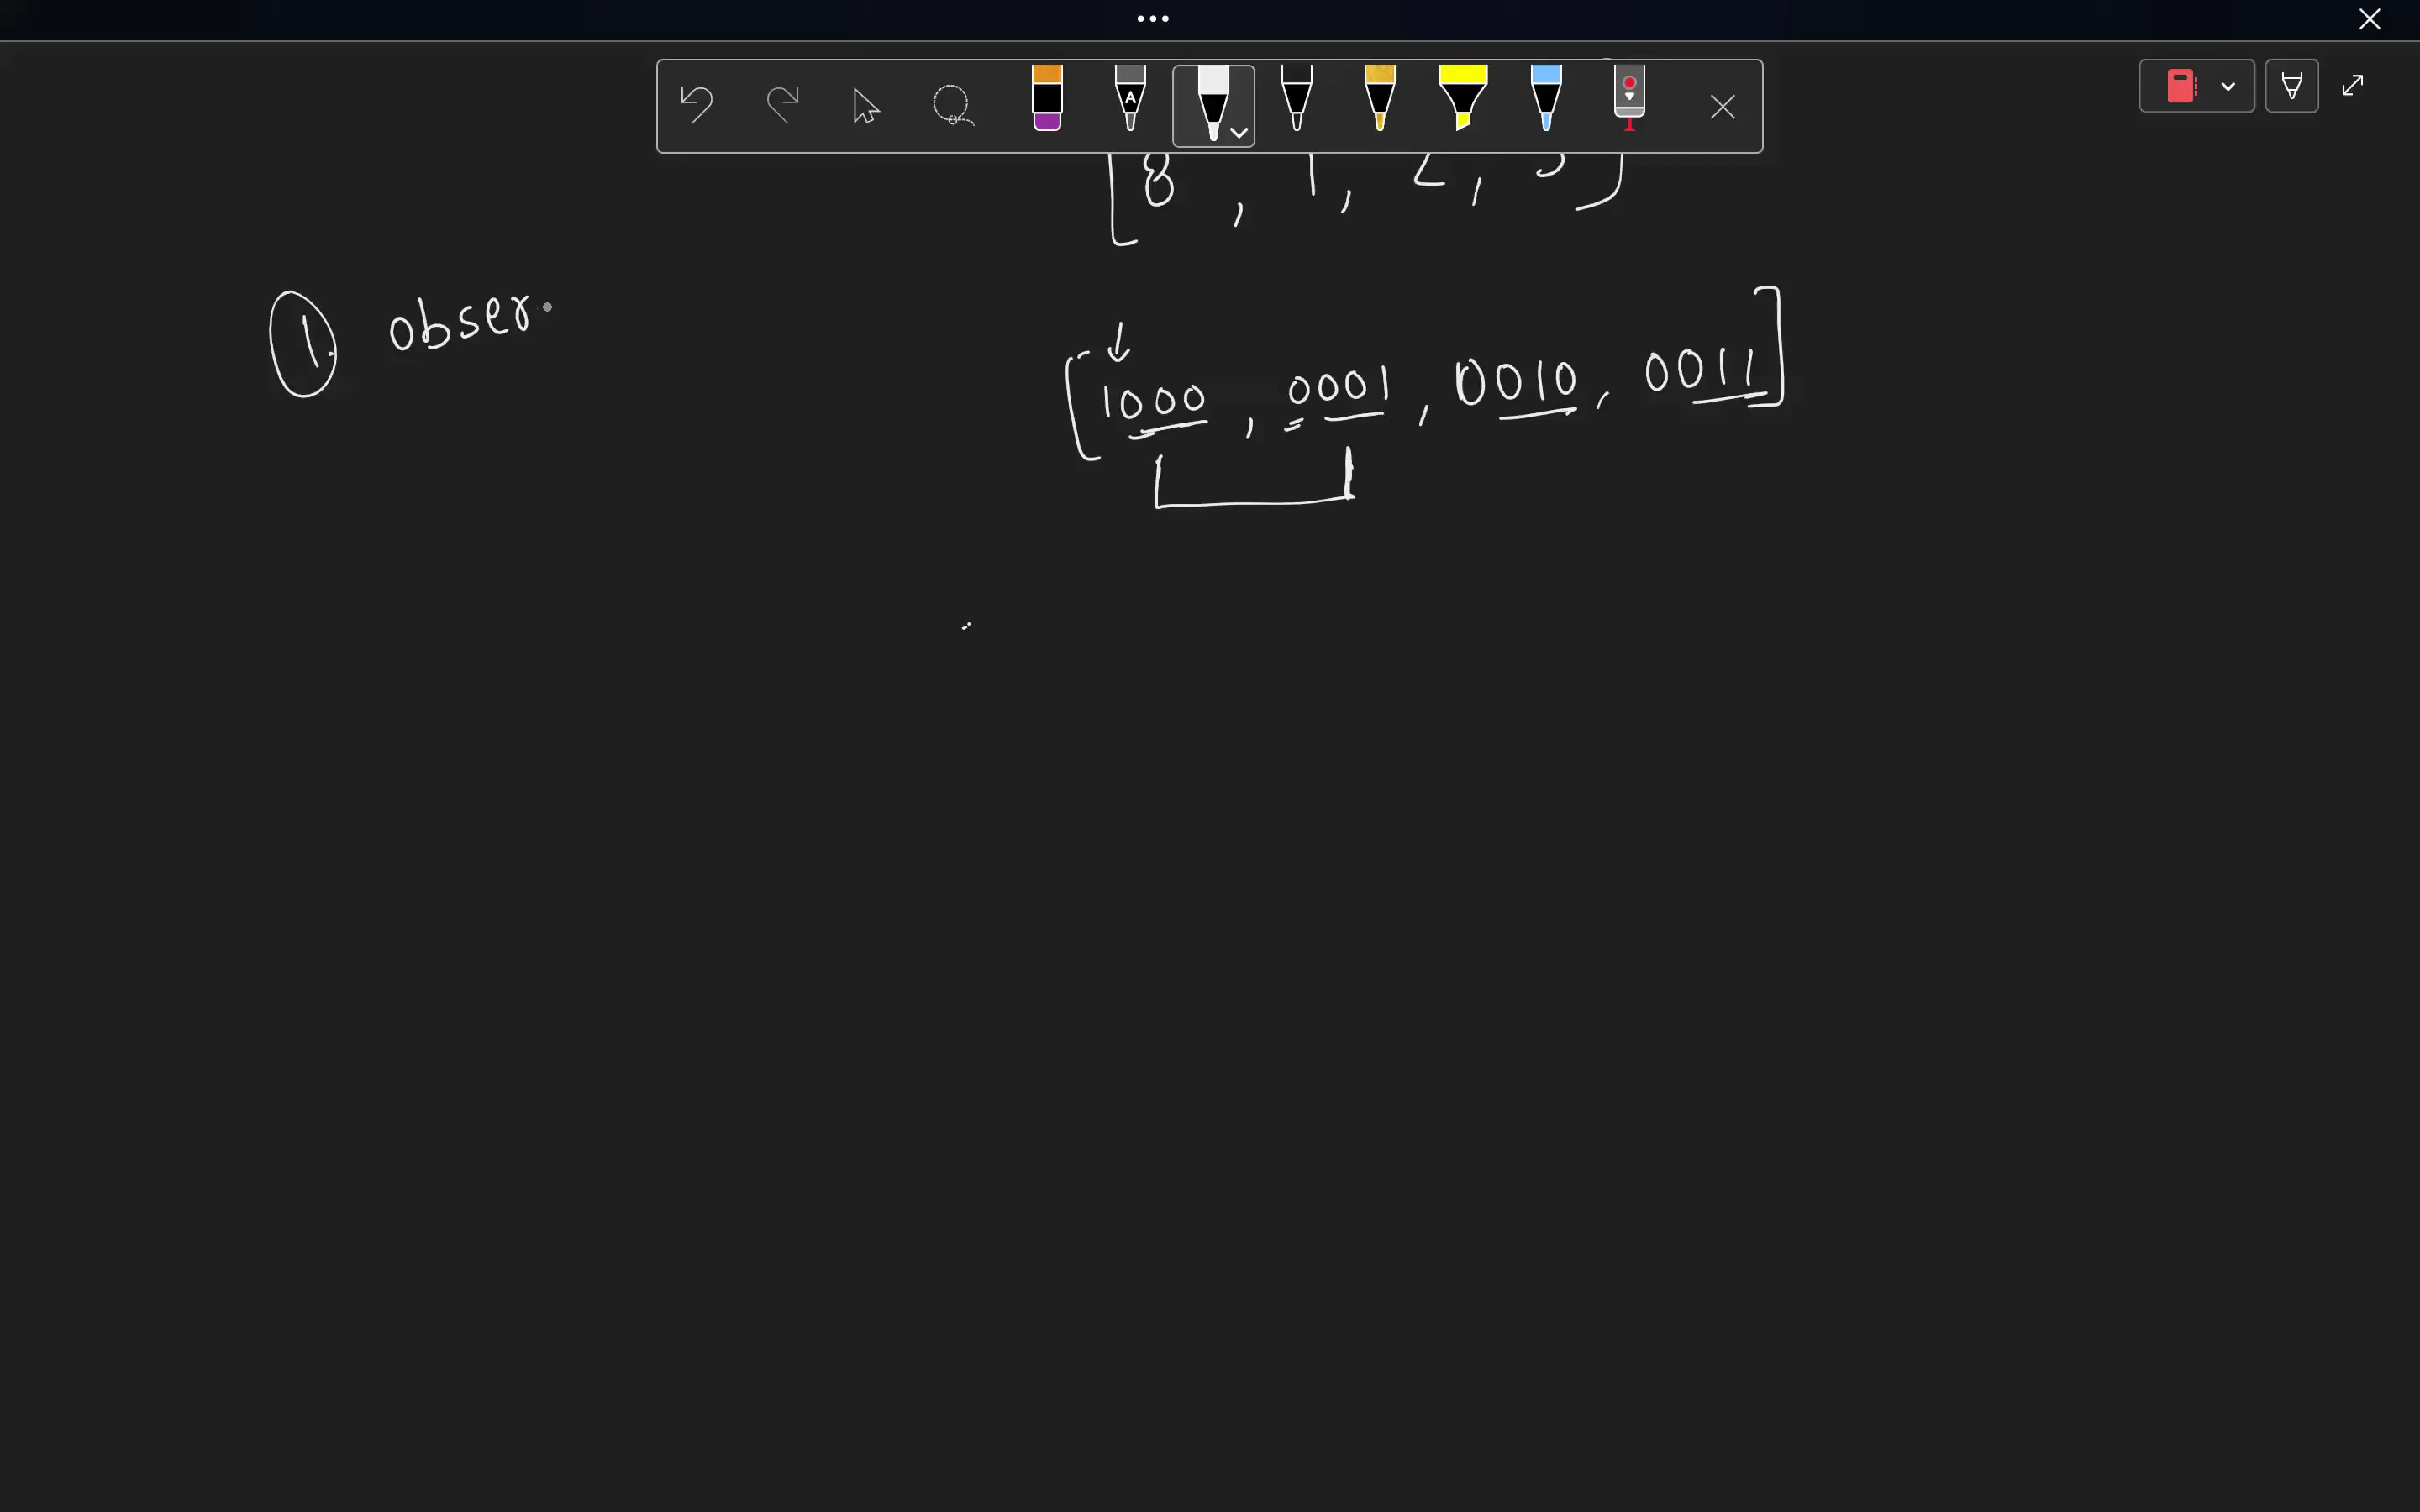 [8, 1, 2, 3]
1. obser
[1000, 0001, 0010, 0011]